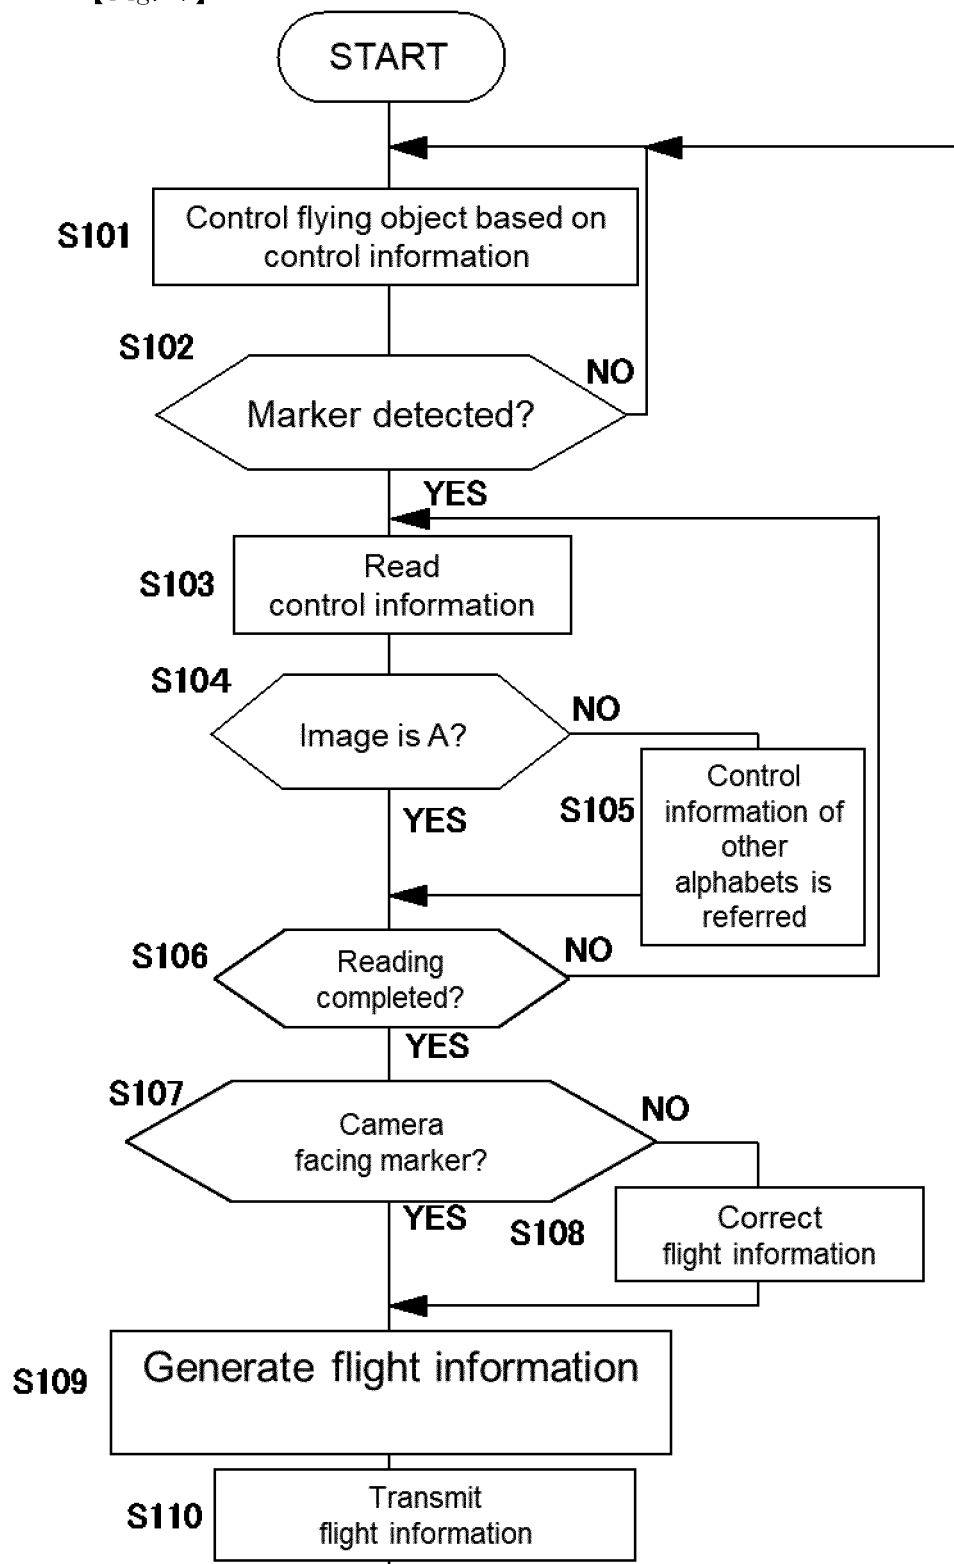 START
S101
Control flying object based on
control information
S102
NO
Marker detected?
YES
S103
Read
control information
S104
NO
Image is A?
YES
S105
Control
information of
other
alphabets is
referred
S106
NO
Reading
completed?
YES
S107
NO
Camera
facing marker?
YES
S108
Correct
flight information
S109
Generate flight information
S110
Transmit
flight information